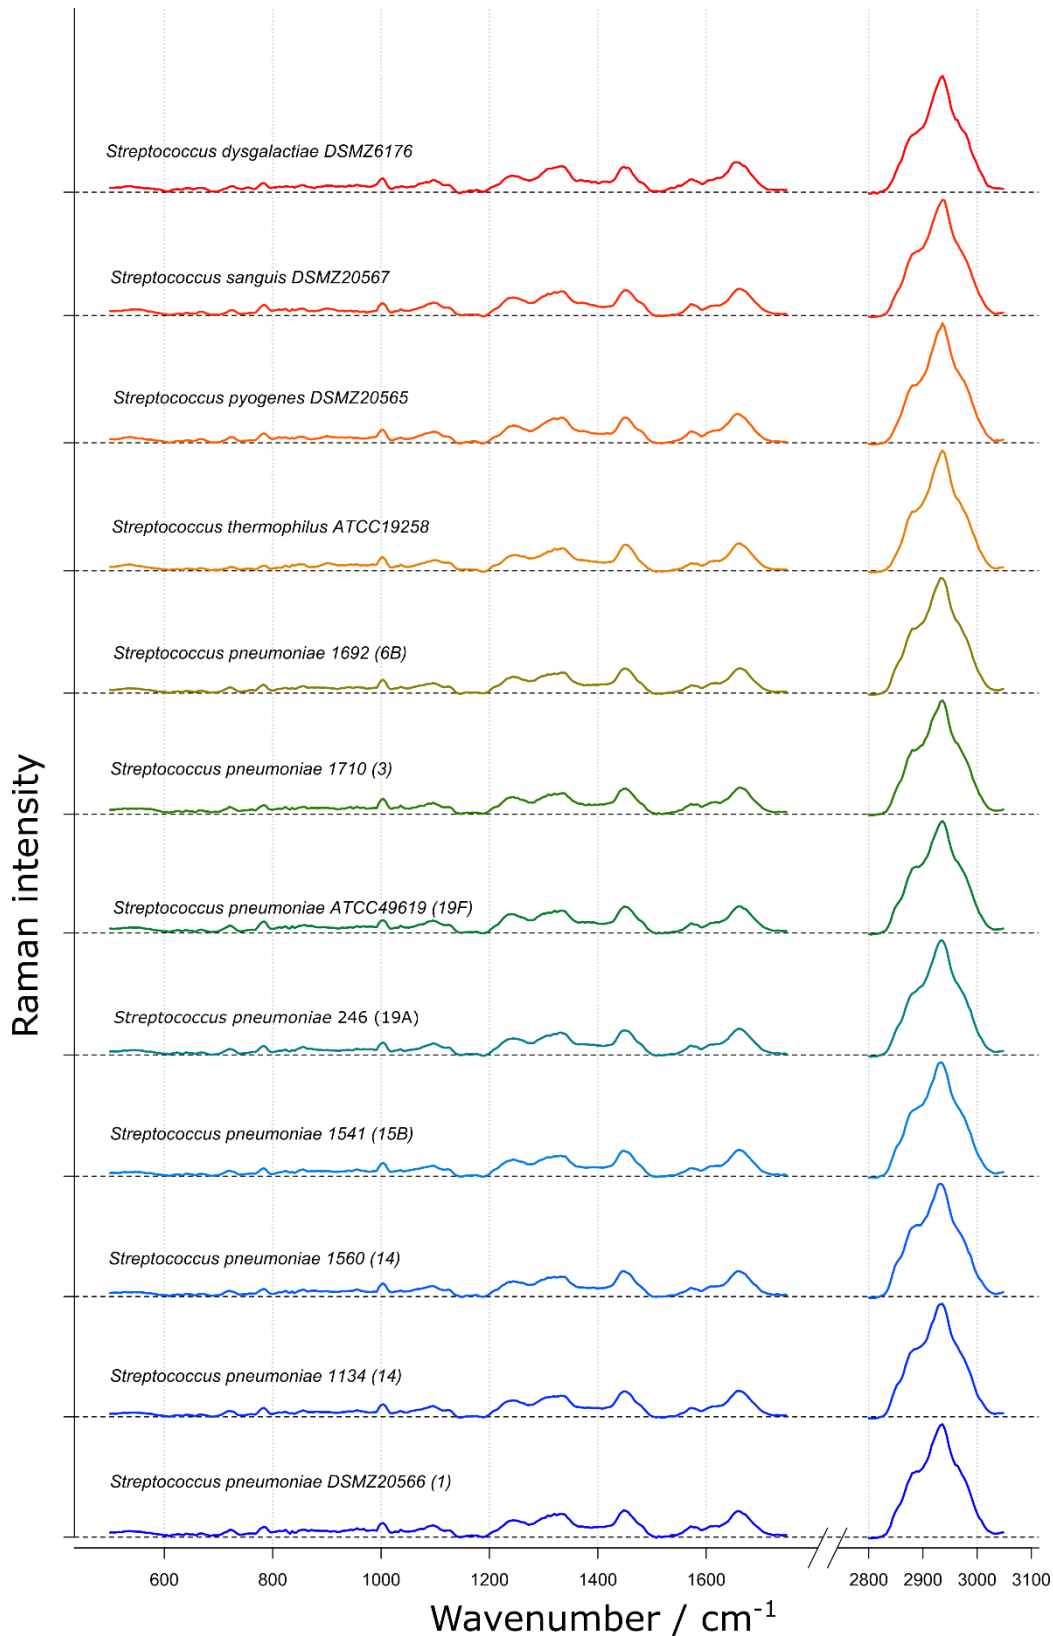 Streptococcus dysgalactiae DSMZ6176
Streptococcus sanguis DSMZ20567
Streptococcus pyogenes DSMZ20565
Streptococcus thermophilus ATCC19258
Streptococcus pneumoniae 1692 (6B)
Streptococcus pneumoniae 1710 (3)
Streptococcus pneumoniae ATCC49619 (19F)
Streptococcus pneumoniae 246 (19A)
Streptococcus pneumoniae 1541 (15B)
Streptococcus pneumoniae 1560 (14)
Streptococcus pneumoniae 1134 (14)
Streptococcus pneumoniae DSMZ20566 (1)
Raman intensity
600 800 1000 1200 1400 1600 2800 2900 3000 3100
Wavenumber / cm⁻¹